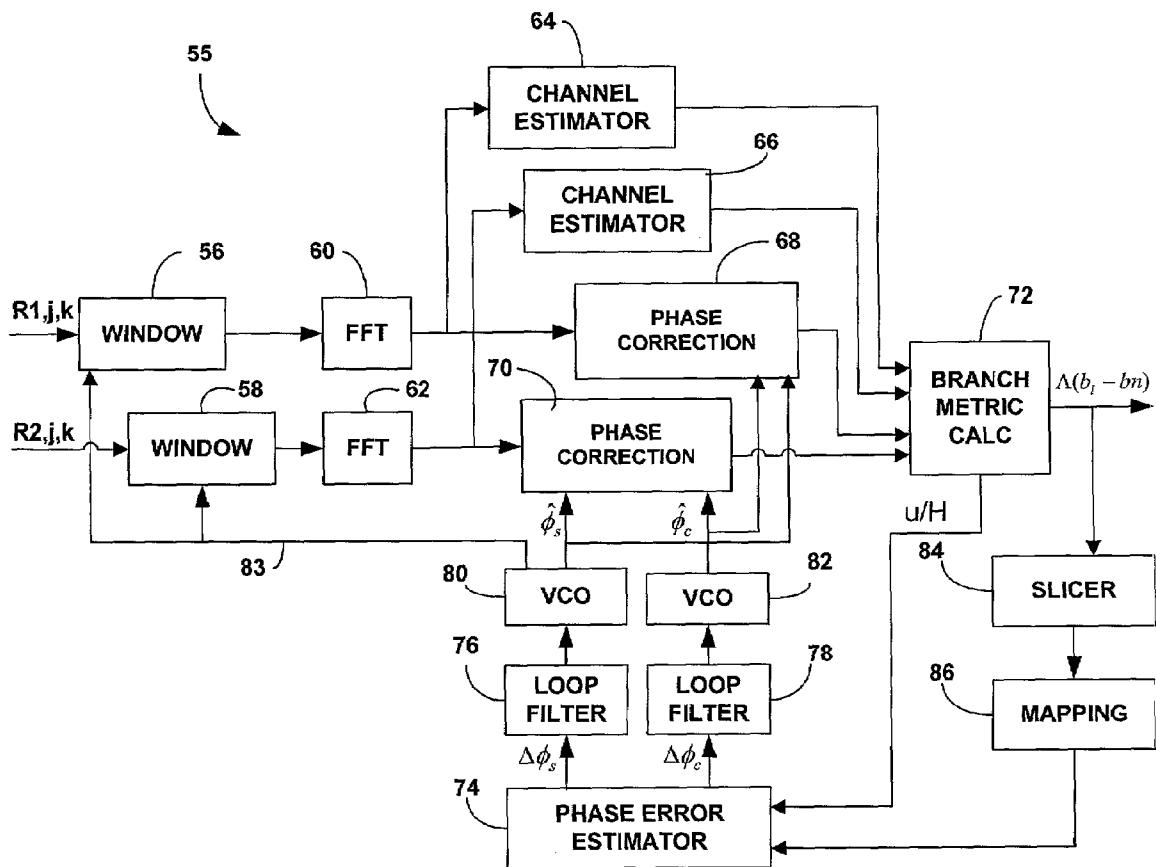 64
55
CHANNEL
ESTIMATOR
66
CHANNEL
ESTIMATOR
56
60
68
72
R1,j,k
WINDOW
FFT
PHASE
CORRECTION
58
62
70
BRANCH
METRIC
CALC
Λ(b_l − bn)
R2,j,k
WINDOW
FFT
PHASE
CORRECTION
ϕ̂_s
ϕ̂_c
u/H
83
80
VCO
82
VCO
84
SLICER
76
LOOP
FILTER
78
LOOP
FILTER
86
MAPPING
Δϕ_s
Δϕ_c
74
PHASE ERROR
ESTIMATOR